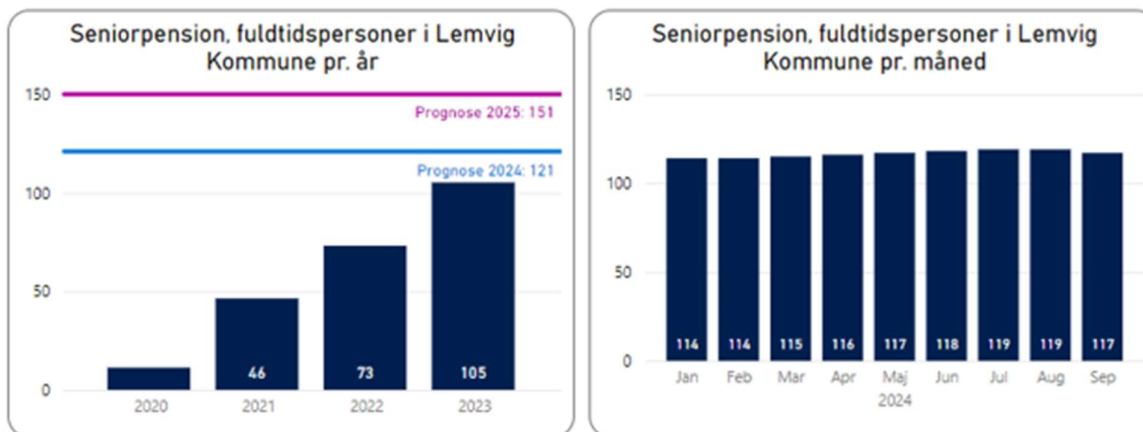 Seniorpension, fuldtidspersoner i Lemvig
Kommune pr. år
150
Prognose 2025: 151
Prognose 2024: 121
100
50
46
73
105
0
2020
2021
2022
2023
Seniorpension, fuldtidspersoner i Lemvig
Kommune pr. måned
150
100
50
114
114
115
116
117
118
119
119
117
0
Jan
Feb
Mar
Apr
Maj
Jun
Jul
Aug
Sep
2024